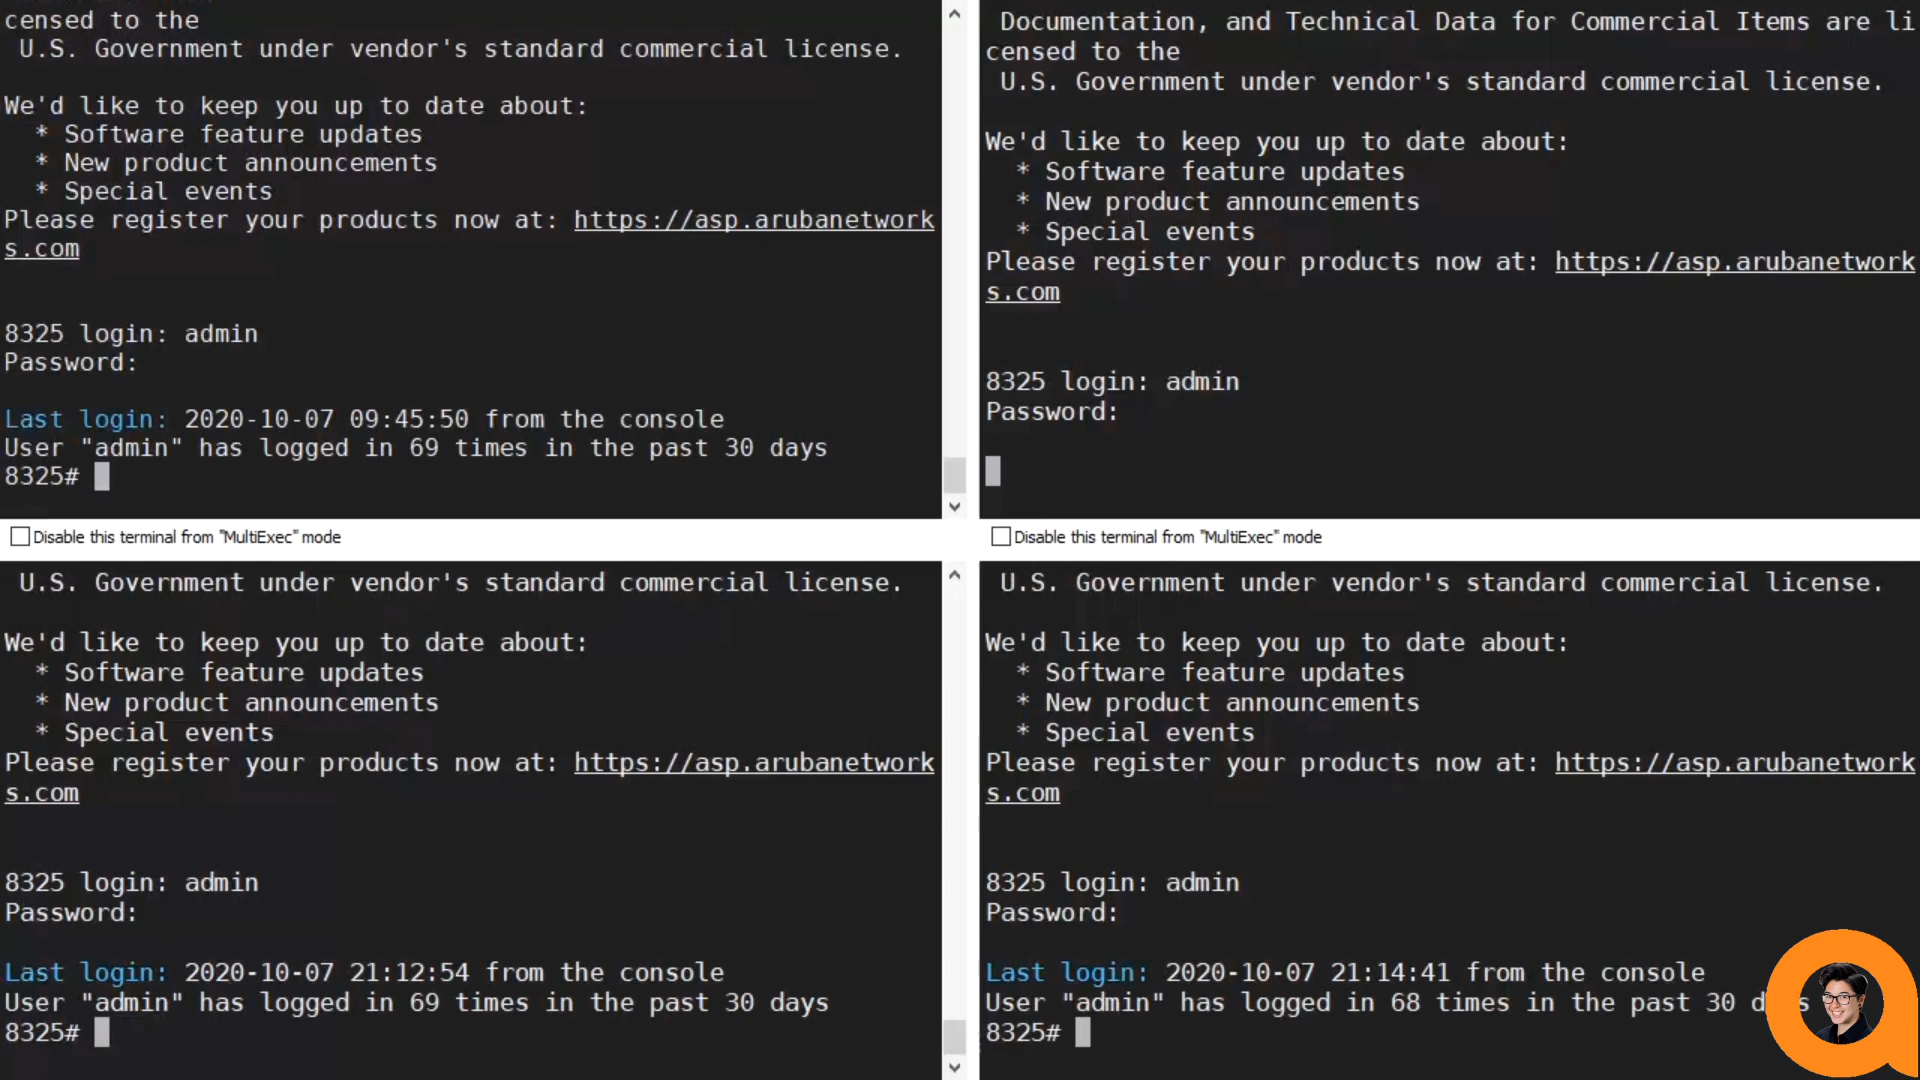 censed to the
U.S. Government under vendor's standard commercial license.
We'd like to keep you up to date about:
* Software feature updates
* New product announcements
* Special events
Please register your products now at: https://asp.arubanetwork
s.com
8325 login: admin
Password:
Last login: 2020-10-07 09:45:50 from the console
User "admin" has logged in 69 times in the past 30 days
8325#
Disable this terminal from "MultiExec" mode
Documentation, and Technical Data for Commercial Items are li
censed to the
U.S. Government under vendor's standard commercial license.
We'd like to keep you up to date about:
* Software feature updates
* New product announcements
* Special events
Please register your products now at: https://asp.arubanetwork
s.com
8325 login: admin
Password:
Disable this terminal from "MultiExec" mode
U.S. Government under vendor's standard commercial license.
We'd like to keep you up to date about:
* Software feature updates
* New product announcements
* Special events
Please register your products now at: https://asp.arubanetwork
s.com
8325 login: admin
Password:
Last login: 2020-10-07 21:12:54 from the console
User "admin" has logged in 69 times in the past 30 days
8325#
U.S. Government under vendor's standard commercial license.
We'd like to keep you up to date about:
* Software feature updates
* New product announcements
* Special events
Please register your products now at: https://asp.arubanetwork
s.com
8325 login: admin
Password:
Last login: 2020-10-07 21:14:41 from the console
User "admin" has logged in 68 times in the past 30
8325#